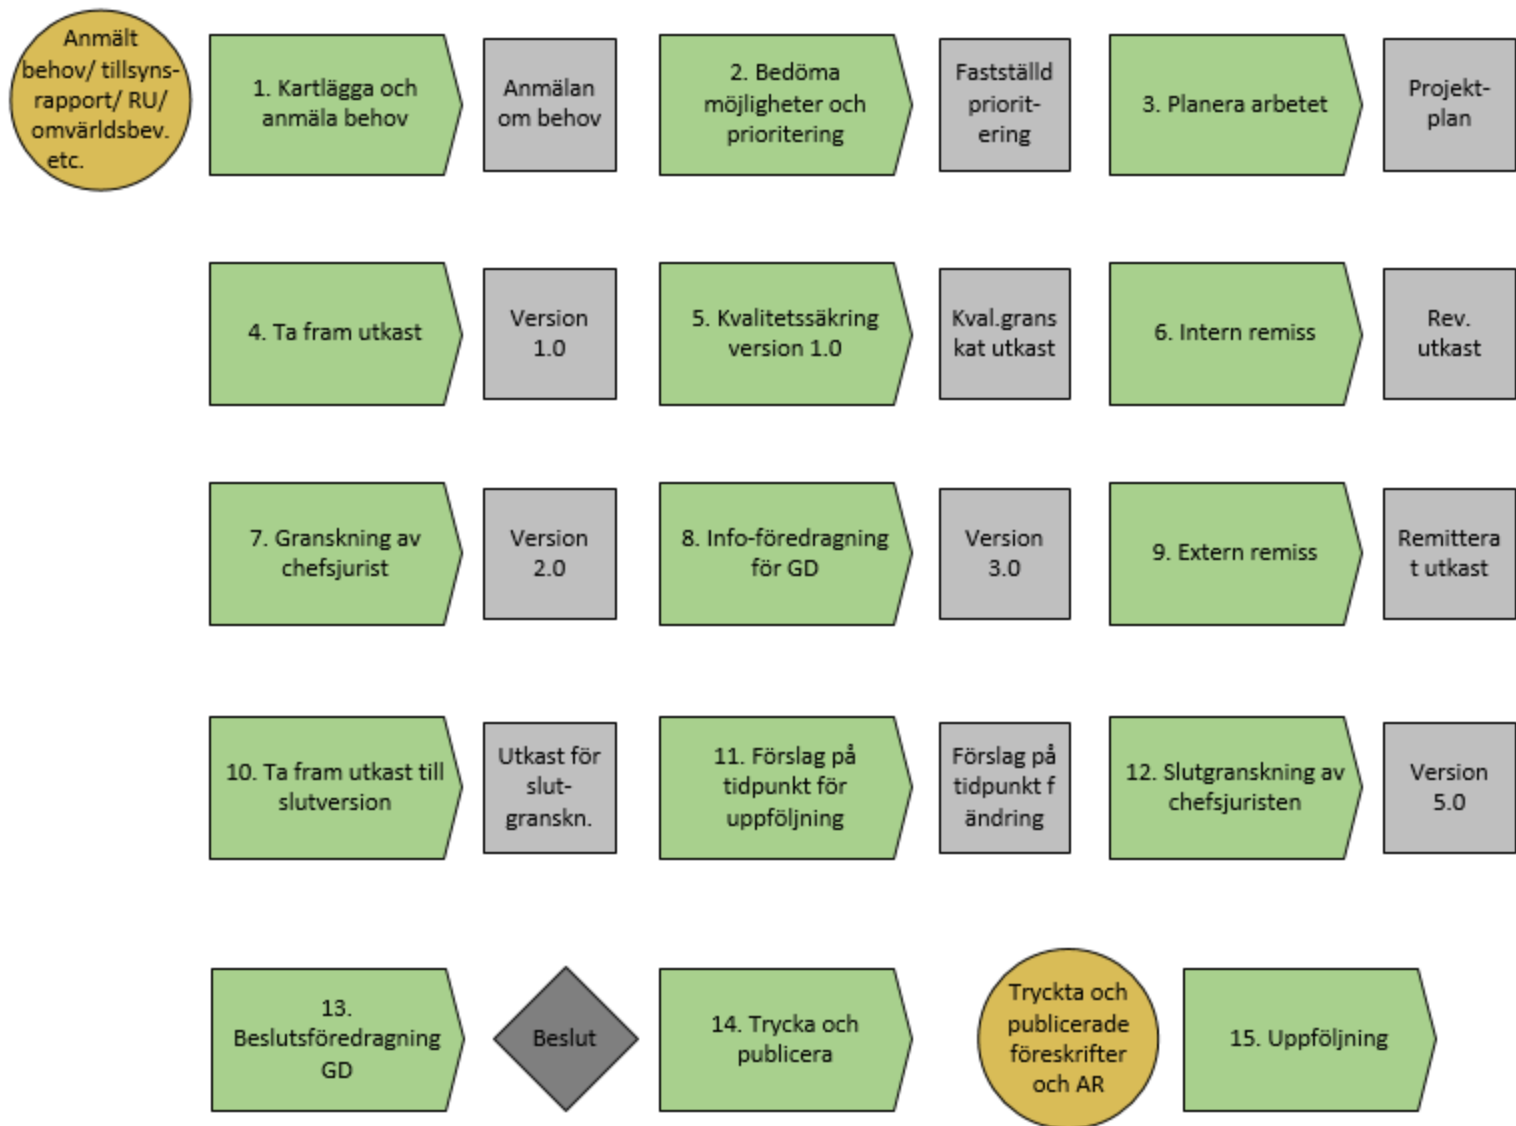 Anmält
behov/ tillsyns-
rapport/ RU/
omvärldsbev.
etc.
1. Kartlägga och
anmäla behov
Anmälan
om behov
2. Bedöma
möjligheter och
prioritering
Fastställd
priorit-
ering
3. Planera arbetet
Projekt-
plan
4. Ta fram utkast
Version
1.0
5. Kvalitetssäkring
version 1.0
Kval.grans
kat utkast
6. Intern remiss
Rev.
utkast
7. Granskning av
chefsjurist
Version
2.0
8. Info-föredragning
för GD
Version
3.0
9. Extern remiss
Remittera
t utkast
10. Ta fram utkast till
slutversion
Utkast för
slut-
granskn.
11. Förslag på
tidpunkt för
uppföljning
Förslag på
tidpunkt f
ändring
12. Slutgranskning av
chefsjuristen
Version
5.0
13.
Beslutsföredragning
GD
Beslut
14. Trycka och
publicera
Tryckta och
publicerade
föreskrifter
och AR
15. Uppföljning